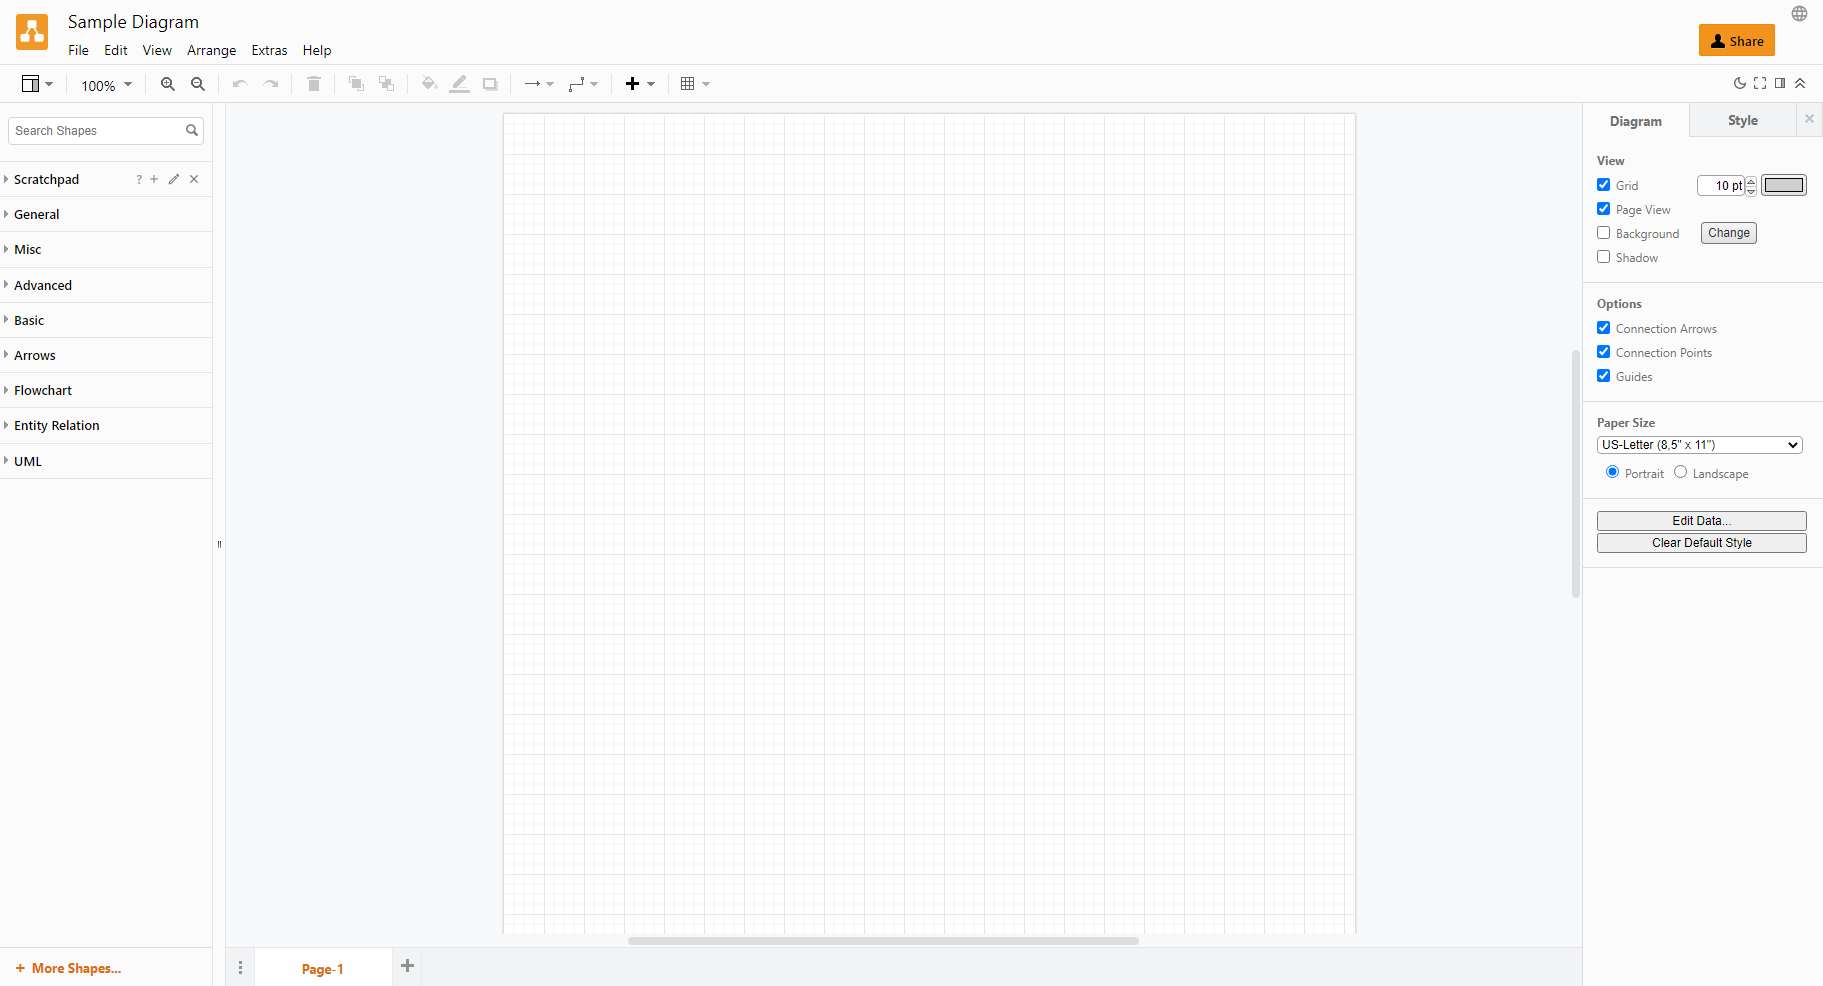 Sample Diagram
File Edit View Arrange Extras Help
Share
100%
Search Shapes
Scratchpad ?
General
Misc
Advanced
Basic
Arrows
Flowchart
Entity Relation
UML
+ More Shapes...
Page-1
Diagram Style
View
Grid 10 pt
Page View
Background Change
Shadow
Options
Connection Arrows
Connection Points
Guides
Paper Size
US-Letter (8,5" x 11")
Portrait Landscape
Edit Data...
Clear Default Style